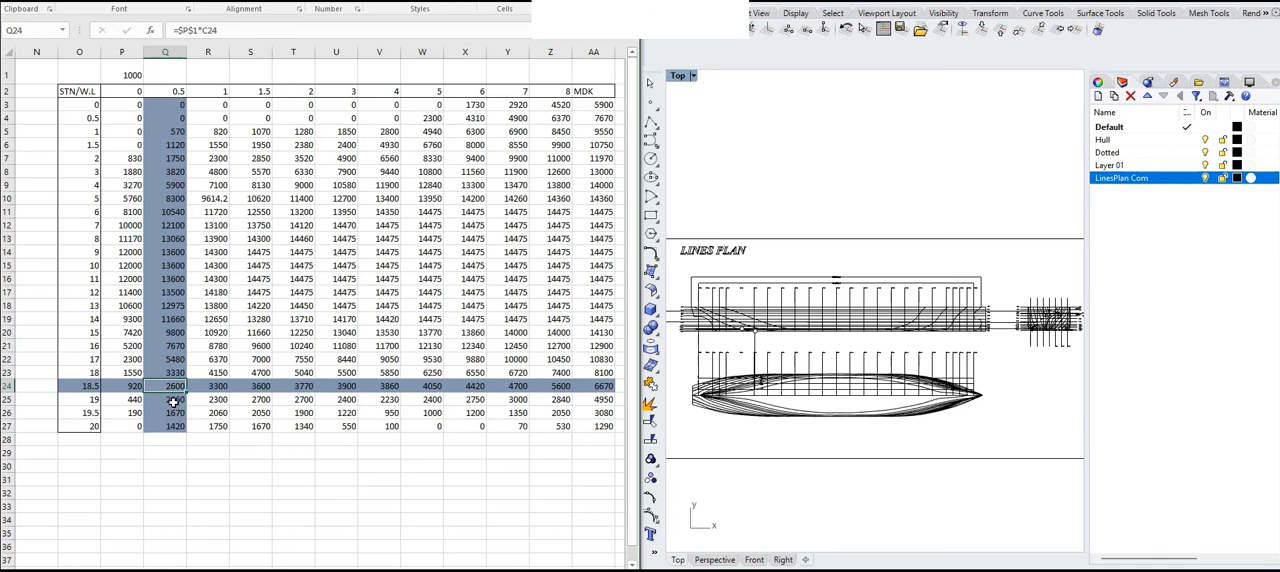 Clipboard Font Alignment Number Styles Cells
Q24 fx =$P$1*C24
N O P Q R S T U V W X Y Z AA
1 1000
2 STN/W.L 0 0.5 1 1.5 2 3 4 5 6 7 8 MDK
3 0 0 0 0 0 0 0 0 0 1730 2920 4520 5900
4 0.5 0 0 0 0 0 0 0 2300 4310 4900 6370 7670
5 1 0 570 820 1070 1280 1850 2800 4940 6300 6900 8450 9550
6 1.5 0 1120 1550 1950 2380 2400 4930 6760 8000 8550 9900 10750
7 2 830 1750 2300 2850 3520 4900 6560 8330 9400 9900 11000 11970
8 3 1880 3820 4800 5570 6330 7900 9440 10800 11560 11900 12600 13000
9 4 3270 5900 7100 8130 9000 10580 11900 12840 13300 13470 13800 14000
10 5 5760 8300 9614.2 10620 11400 12700 13400 13950 14200 14260 14360 14360
11 6 8100 10540 11720 12550 13200 13950 14350 14475 14475 14475 14475 14475
12 7 10000 12100 13100 13750 14120 14470 14475 14475 14475 14475 14475 14475
13 8 11170 13060 13900 14300 14460 14475 14475 14475 14475 14475 14475 14475
14 9 12000 13600 14300 14475 14475 14475 14475 14475 14475 14475 14475 14475
15 10 12000 13600 14300 14475 14475 14475 14475 14475 14475 14475 14475 14475
16 11 12000 13600 14300 14475 14475 14475 14475 14475 14475 14475 14475 14475
17 12 11400 13500 14180 14475 14475 14475 14475 14475 14475 14475 14475 14475
18 13 10600 12975 13800 14220 14450 14475 14475 14475 14475 14475 14475 14475
19 14 9300 11660 12650 13280 13710 14170 14420 14475 14475 14475 14475 14475
20 15 7420 9800 10920 11660 12250 13040 13530 13770 13860 14000 14000 14130
21 16 5200 7670 8780 9600 10240 11700 12130 12340 12500 12700 12900
22 17 2300 5480 6370 7000 7550 8440 9050 9530 9880 10000 10450 10830
23 18 1550 3330 4150 4700 5040 5500 5850 6250 6550 6720 7350 8100
24 18.5 920 2600 3300 3600 3770 3900 3860 4050 4420 4700 5600 6670
25 19 440 2300 2700 2700 2400 2230 2400 2750 3000 2840 4950
26 19.5 190 1670 2060 2050 1900 1220 950 1000 1200 1350 2050 3080
27 20 0 1420 1750 1670 1340 550 100 0 0 70 530 1290
28
29
30
31
32
33
34
35
36
37
View Display Select Viewport Layout Visibility Transform Curve Tools Surface Tools Solid Tools Mesh Tools Rend »
Top
LINES PLAN
y
x
Top Perspective Front Right
Name On Material
Default
Hull
Dotted
Layer 01
LinesPlan Com